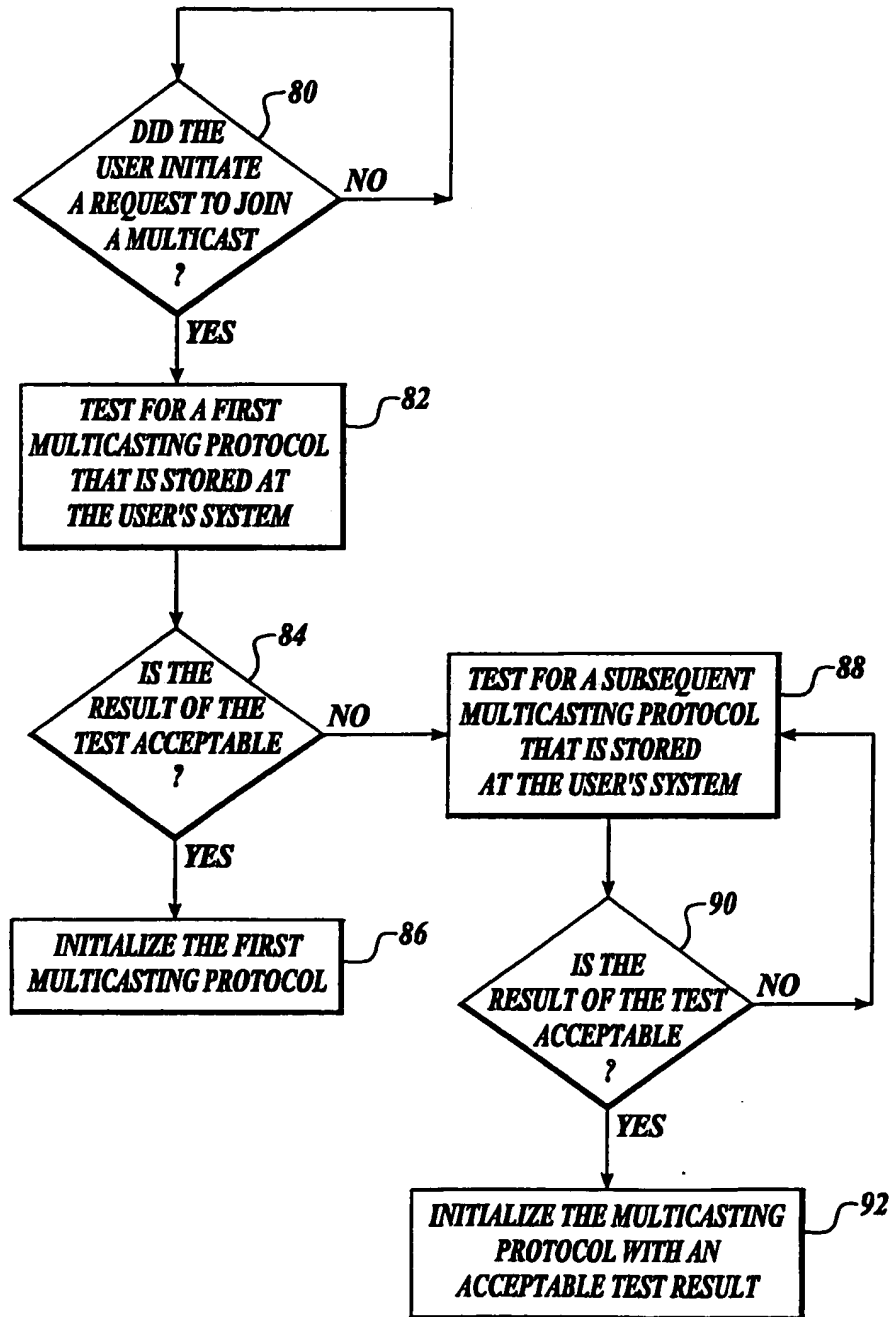 80
DID THE
USER INITIATE
A REQUEST TO JOIN
A MULTICAST
?
NO
YES
82
TEST FOR A FIRST
MULTICASTING PROTOCOL
THAT IS STORED AT
THE USER'S SYSTEM
84
IS THE
RESULT OF THE
TEST ACCEPTABLE
?
NO
YES
86
INITIALIZE THE FIRST
MULTICASTING PROTOCOL
88
TEST FOR A SUBSEQUENT
MULTICASTING PROTOCOL
THAT IS STORED
AT THE USER'S SYSTEM
90
IS THE
RESULT OF THE TEST
ACCEPTABLE
?
NO
YES
92
INITIALIZE THE MULTICASTING
PROTOCOL WITH AN
ACCEPTABLE TEST RESULT